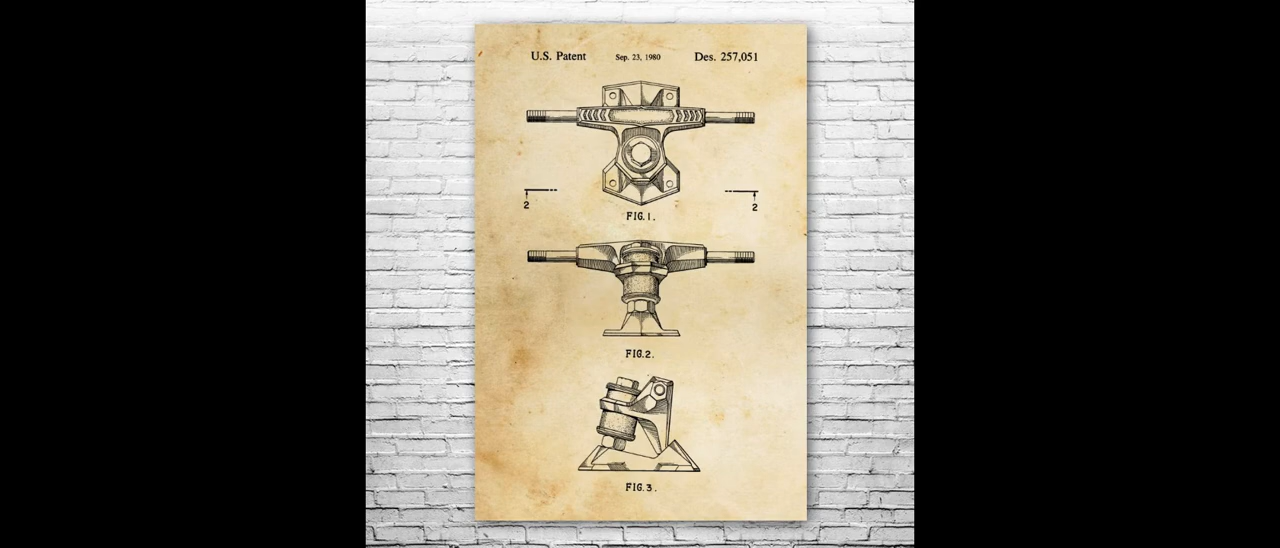 U.S. Patent Sep. 23, 1980 Des. 257,051
2 2
FIG. 1.
FIG. 2.
FIG. 3.